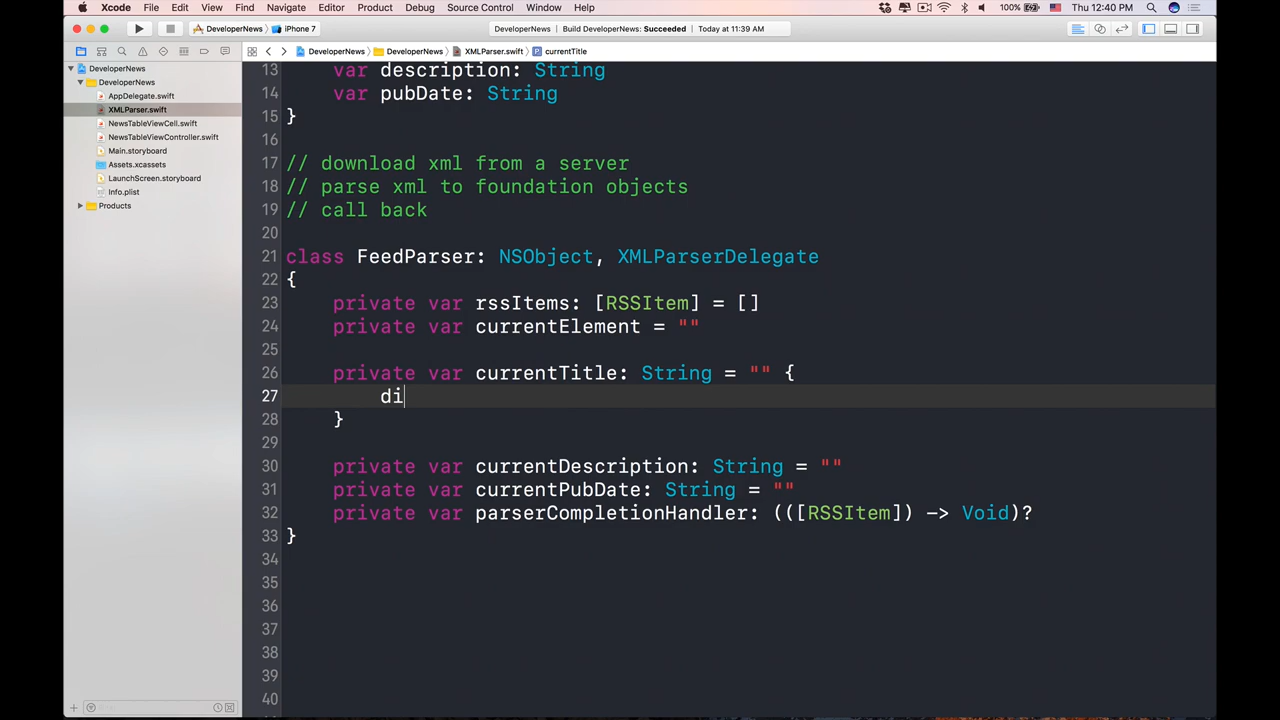 Xcode File Edit View Find Navigate Editor Product Debug Source Control Window Help 100% Thu 12:40 PM
DeveloperNews iPhone 7 DeveloperNews Build DeveloperNews: Succeeded Today at 11:39 AM
DeveloperNews DeveloperNews XMLParser.swift currentTitle
DeveloperNews
DeveloperNews
AppDelegate.swift
XMLParser.swift
NewsTableViewCell.swift
NewsTableViewController.swift
Main.storyboard
Assets.xcassets
LaunchScreen.storyboard
Info.plist
Products
13 var description: String
14 var pubDate: String
15 }
16
17 // download xml from a server
18 // parse xml to foundation objects
19 // call back
20
21 class FeedParser: NSObject, XMLParserDelegate
22 {
23 private var rssItems: [RSSItem] = []
24 private var currentElement = ""
25
26 private var currentTitle: String = "" {
27 di
28 }
29
30 private var currentDescription: String = ""
31 private var currentPubDate: String = ""
32 private var parserCompletionHandler: (([RSSItem]) -> Void)?
33 }
34
35
36
37
38
39
40